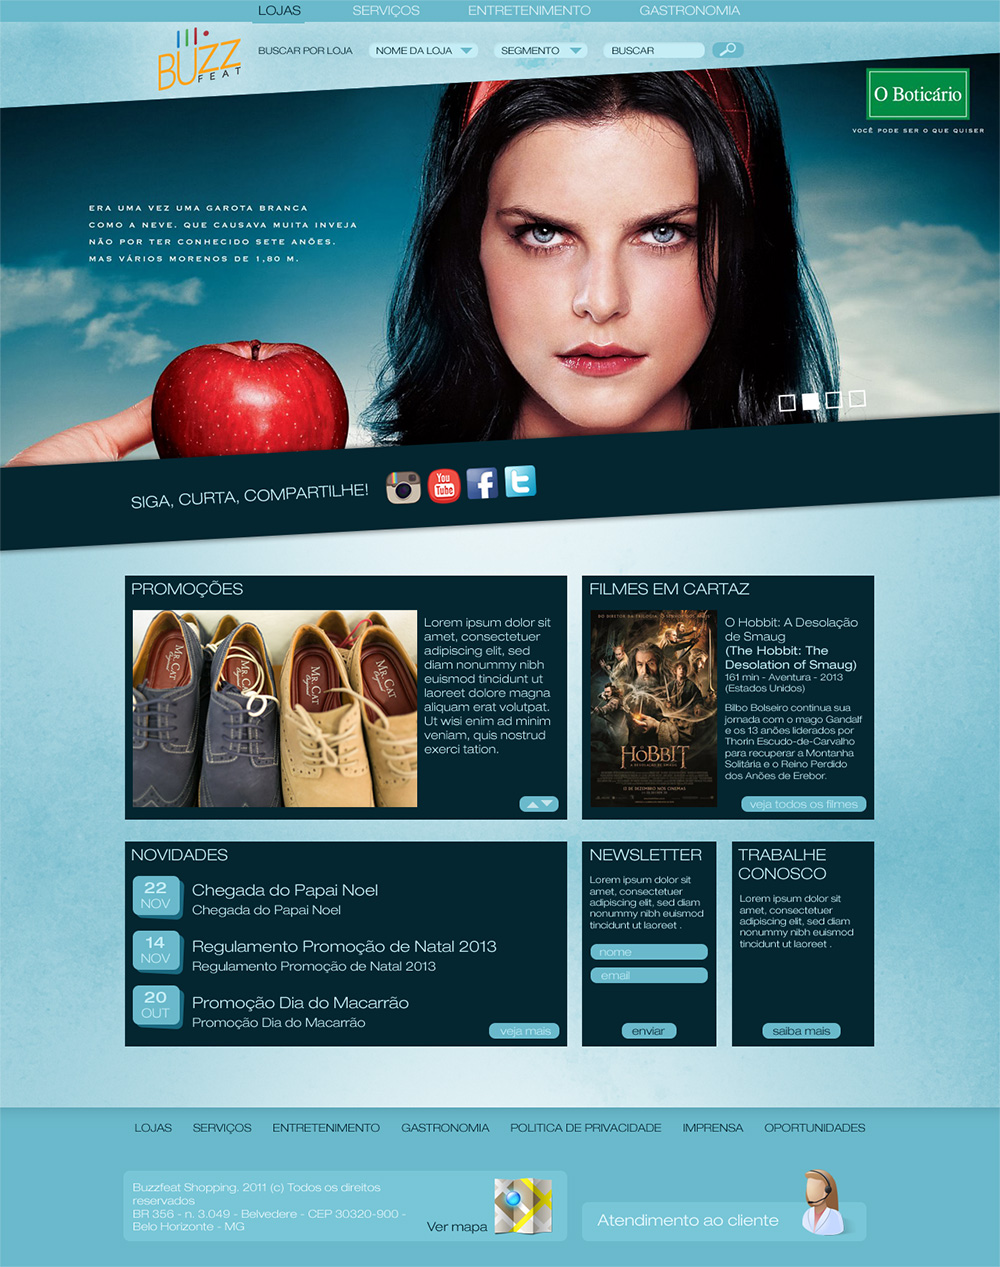 LOJAS SERVIÇOS ENTRETENIMENTO GASTRONOMIA
BUZZ
FEAT
BUSCAR POR LOJA NOME DA LOJA SEGMENTO BUSCAR
O Boticário
VOCÊ PODE SER O QUE QUISER
ERA UMA VEZ UMA GAROTA BRANCA
COMO A NEVE. QUE CAUSAVA MUITA INVEJA
NÃO POR TER CONHECIDO SETE ANÕES.
MAS VÁRIOS MORENOS DE 1,80 M.
SIGA, CURTA, COMPARTILHE!
You
Tube
PROMOÇÕES
MR. CAT
MR. CAT
MR. CAT
MR. CAT
Lorem ipsum dolor sit
amet, consectetuer
adipiscing elit, sed
diam nonummy nibh
euismod tincidunt ut
laoreet dolore magna
aliquam erat volutpat.
Ut wisi enim ad minim
veniam, quis nostrud
exerci tation.
FILMES EM CARTAZ
HOBBIT
A DESOLAÇÃO DE SMAUG
O Hobbit: A Desolação
de Smaug
(The Hobbit: The
Desolation of Smaug)
161 min - Aventura - 2013
(Estados Unidos)
Bilbo Bolseiro continua sua
jornada com o mago Gandalf
e os 13 anões liderados por
Thorin Escudo-de-Carvalho
para recuperar a Montanha
Solitária e o Reino Perdido
dos Anões de Erebor.
veja todos os filmes
NOVIDADES
22
NOV
Chegada do Papai Noel
Chegada do Papai Noel
14
NOV
Regulamento Promoção de Natal 2013
Regulamento Promoção de Natal 2013
20
OUT
Promoção Dia do Macarrão
Promoção Dia do Macarrão
veja mais
NEWSLETTER
Lorem ipsum dolor sit
amet, consectetuer
adipiscing elit, sed diam
nonummy nibh euismod
tincidunt ut laoreet .
nome
email
enviar
TRABALHE
CONOSCO
Lorem ipsum dolor sit
amet, consectetuer
adipiscing elit, sed diam
nonummy nibh euismod
tincidunt ut laoreet .
saiba mais
LOJAS SERVIÇOS ENTRETENIMENTO GASTRONOMIA POLITICA DE PRIVACIDADE IMPRENSA OPORTUNIDADES
Buzzfeat Shopping. 2011 (c) Todos os direitos
reservados
BR 356 - n. 3.049 - Belvedere - CEP 30320-900 -
Belo Horizonte - MG
Ver mapa
Atendimento ao cliente